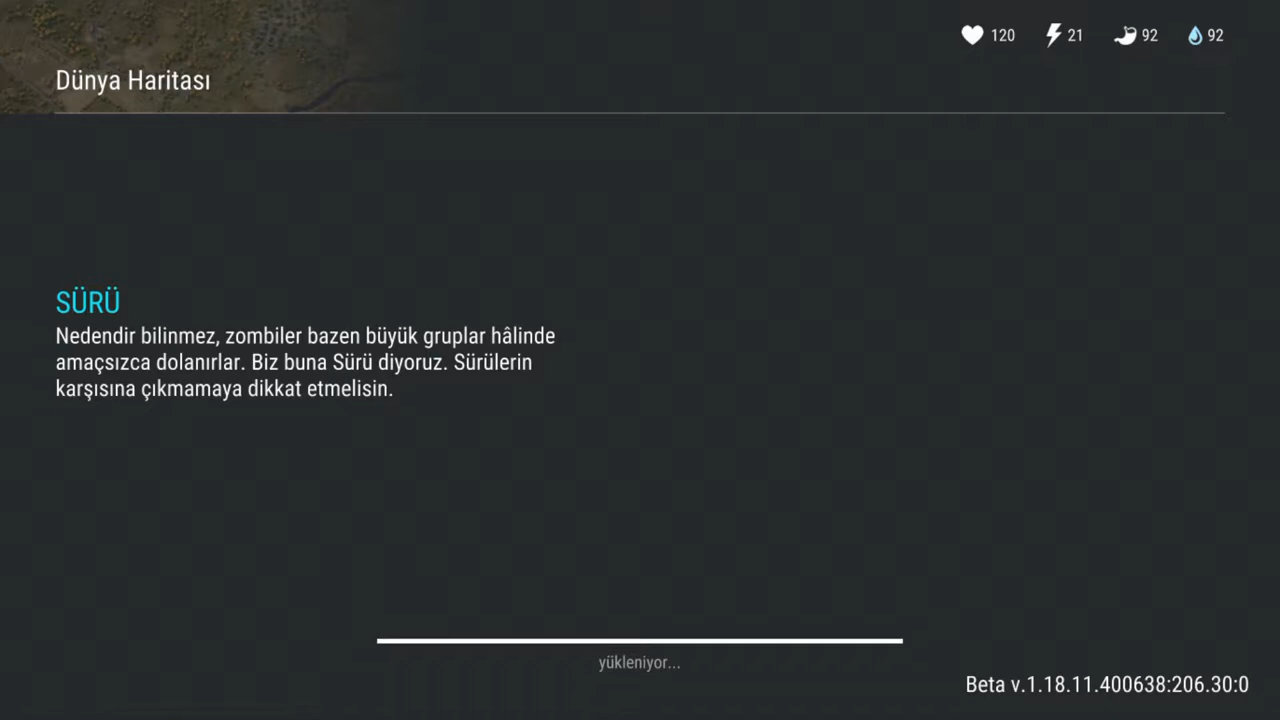 120 21 92 92
Dünya Haritası
SÜRÜ
Nedendir bilinmez, zombiler bazen büyük gruplar hâlinde
amaçsızca dolanırlar. Biz buna Sürü diyoruz. Sürülerin
karşısına çıkmamaya dikkat etmelisin.
yükleniyor...
Beta v.1.18.11.400638:206.30:0